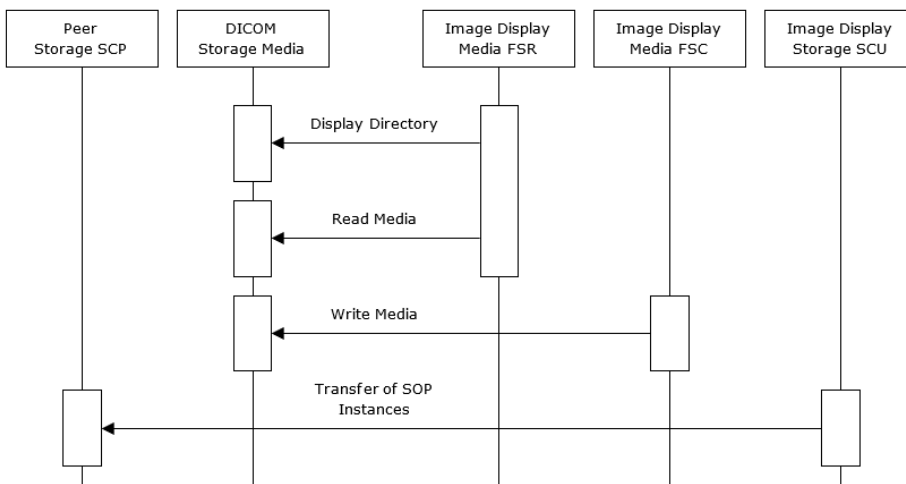 Peer
Storage SCP
DICOM
Storage Media
Image Display
Media FSR
Image Display
Media FSC
Image Display
Storage SCU
Display Directory
Read Media
Write Media
Transfer of SOP
Instances